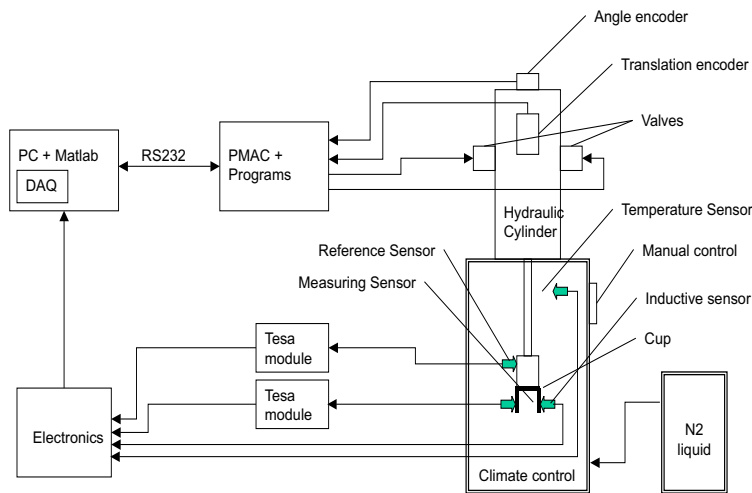 Angle encoder
Translation encoder
Valves
PC + Matlab
DAQ
RS232
PMAC +
Programs
Hydraulic
Cylinder
Temperature Sensor
Reference Sensor
Manual control
Measuring Sensor
Inductive sensor
Tesa
module
Cup
Tesa
module
Electronics
N2
liquid
Climate control